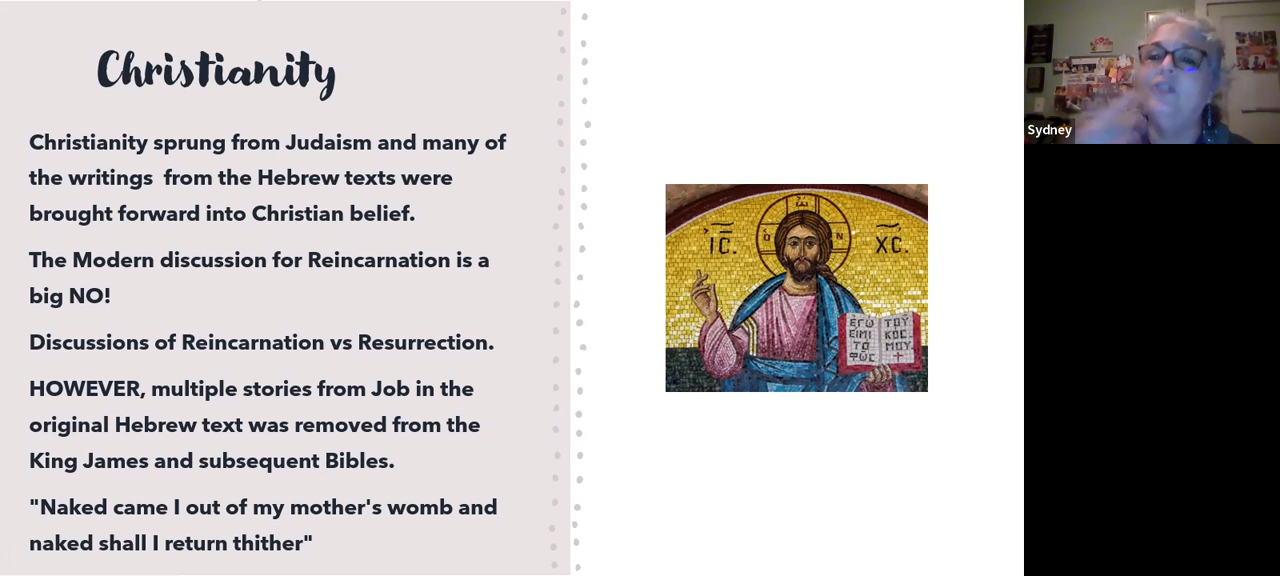 Christianity
Christianity sprung from Judaism and many of
the writings from the Hebrew texts were
brought forward into Christian belief.
The Modern discussion for Reincarnation is a
big NO!
Discussions of Reincarnation vs Resurrection.
HOWEVER, multiple stories from Job in the
original Hebrew text was removed from the
King James and subsequent Bibles.
"Naked came I out of my mother's womb and
naked shall I return thither"
ΙC. XC.
ΕΓΩ
ΕΙΜΙ
ΤΟ
ΦΩC
ΤΟΥ
ΚΟC
ΜΟΥ.
Sydney